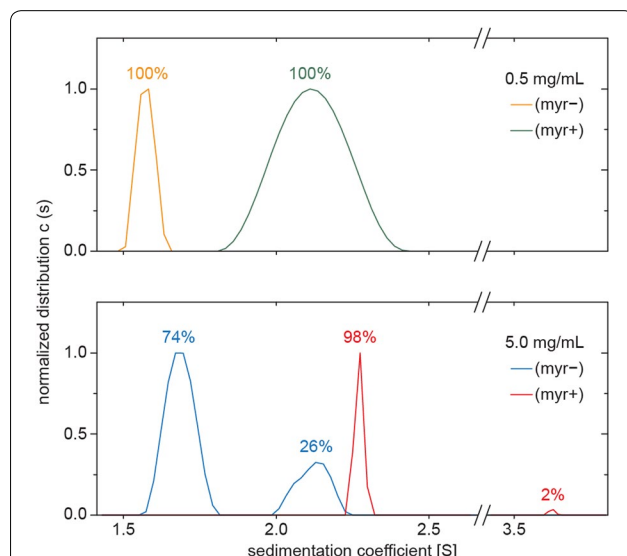 100%
100%
0.5 mg/mL
(myr−)
(myr+)
1.0
0.5
0.0
normalized distribution c (s)
74%
98%
5.0 mg/mL
(myr−)
(myr+)
26%
2%
1.0
0.5
0.0
1.5
2.0
2.5
3.5
sedimentation coefficient [S]